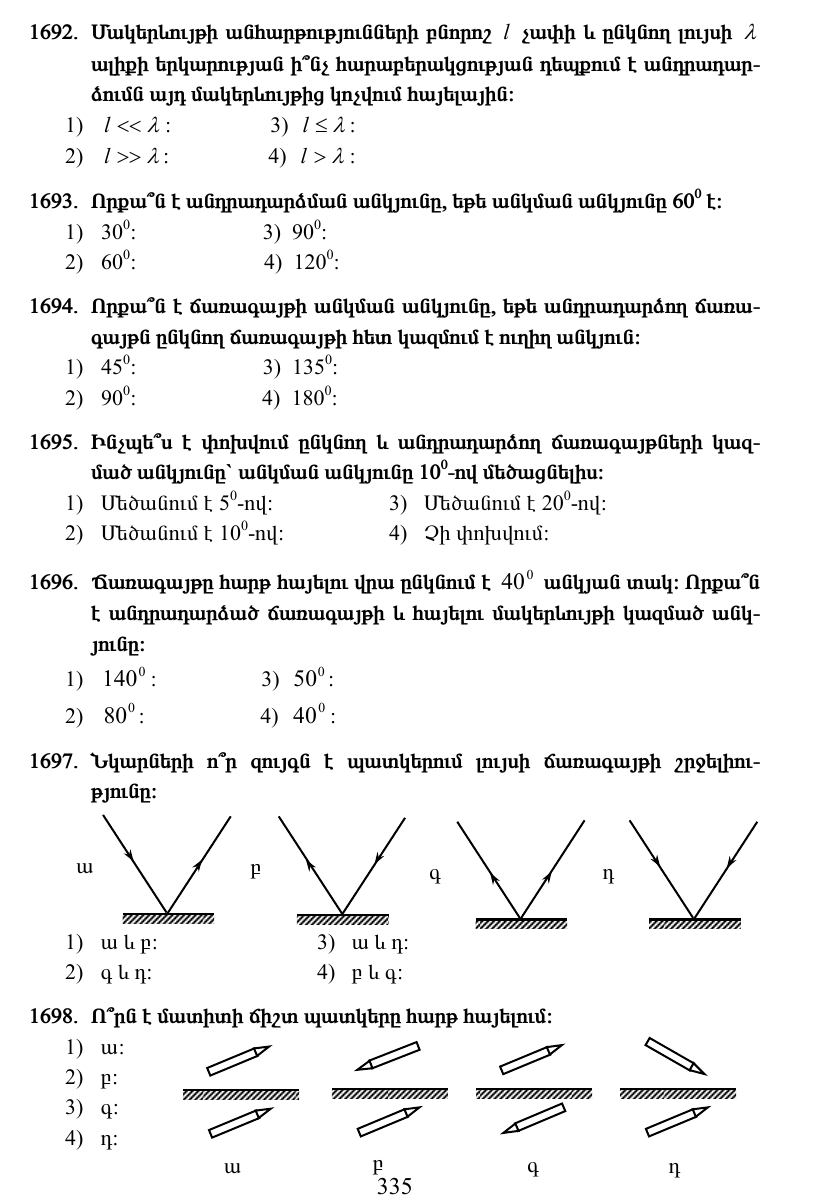 1692. Մակերևույթի անհարթությունների բնորոշ l չափի և ընկնող լույսի λ
ալիքի երկարության ի՞նչ հարաբերակցության դեպքում է անդրադար-
ձումն այդ մակերևույթից կոչվում հայելային:
1) l << λ : 3) l ≤ λ :
2) l >> λ : 4) l > λ :
1693. Որքա՞ն է անդրադարձման անկյունը, եթե անկման անկյունը 60⁰ է:
1) 30⁰: 3) 90⁰:
2) 60⁰: 4) 120⁰:
1694. Որքա՞ն է ճառագայթի անկման անկյունը, եթե անդրադարձող ճառա-
գայթն ընկնող ճառագայթի հետ կազմում է ուղիղ անկյուն:
1) 45⁰: 3) 135⁰:
2) 90⁰: 4) 180⁰:
1695. Ինչպե՞ս է փոխվում ընկնող և անդրադարձող ճառագայթների կազ-
մած անկյունը՝ անկման անկյունը 10⁰-ով մեծացնելիս:
1) Մեծանում է 5⁰-ով: 3) Մեծանում է 20⁰-ով:
2) Մեծանում է 10⁰-ով: 4) Չի փոխվում:
1696. Ճառագայթը հարթ հայելու վրա ընկնում է 40⁰ անկյան տակ: Որքա՞ն
է անդրադարձած ճառագայթի և հայելու մակերևույթի կազմած անկ-
յունը:
1) 140⁰ : 3) 50⁰ :
2) 80⁰ : 4) 40⁰ :
1697. Նկարների ո՞ր զույգն է պատկերում լույսի ճառագայթի շրջելիու-
թյունը:
ա բ գ դ
1) ա և բ: 3) ա և դ:
2) գ և դ: 4) բ և գ:
1698. Ո՞րն է մատիտի ճիշտ պատկերը հարթ հայելում:
1) ա:
2) բ:
3) գ:
4) դ:
ա բ գ դ
335